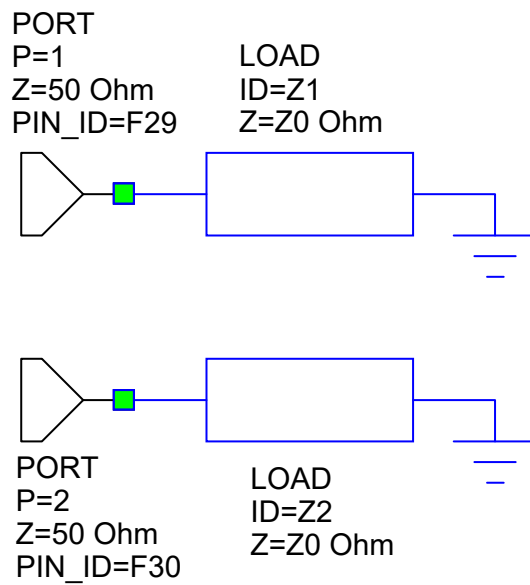 PORT
P=1
Z=50 Ohm
PIN_ID=F29
LOAD
ID=Z1
Z=Z0 Ohm
PORT
P=2
Z=50 Ohm
PIN_ID=F30
LOAD
ID=Z2
Z=Z0 Ohm